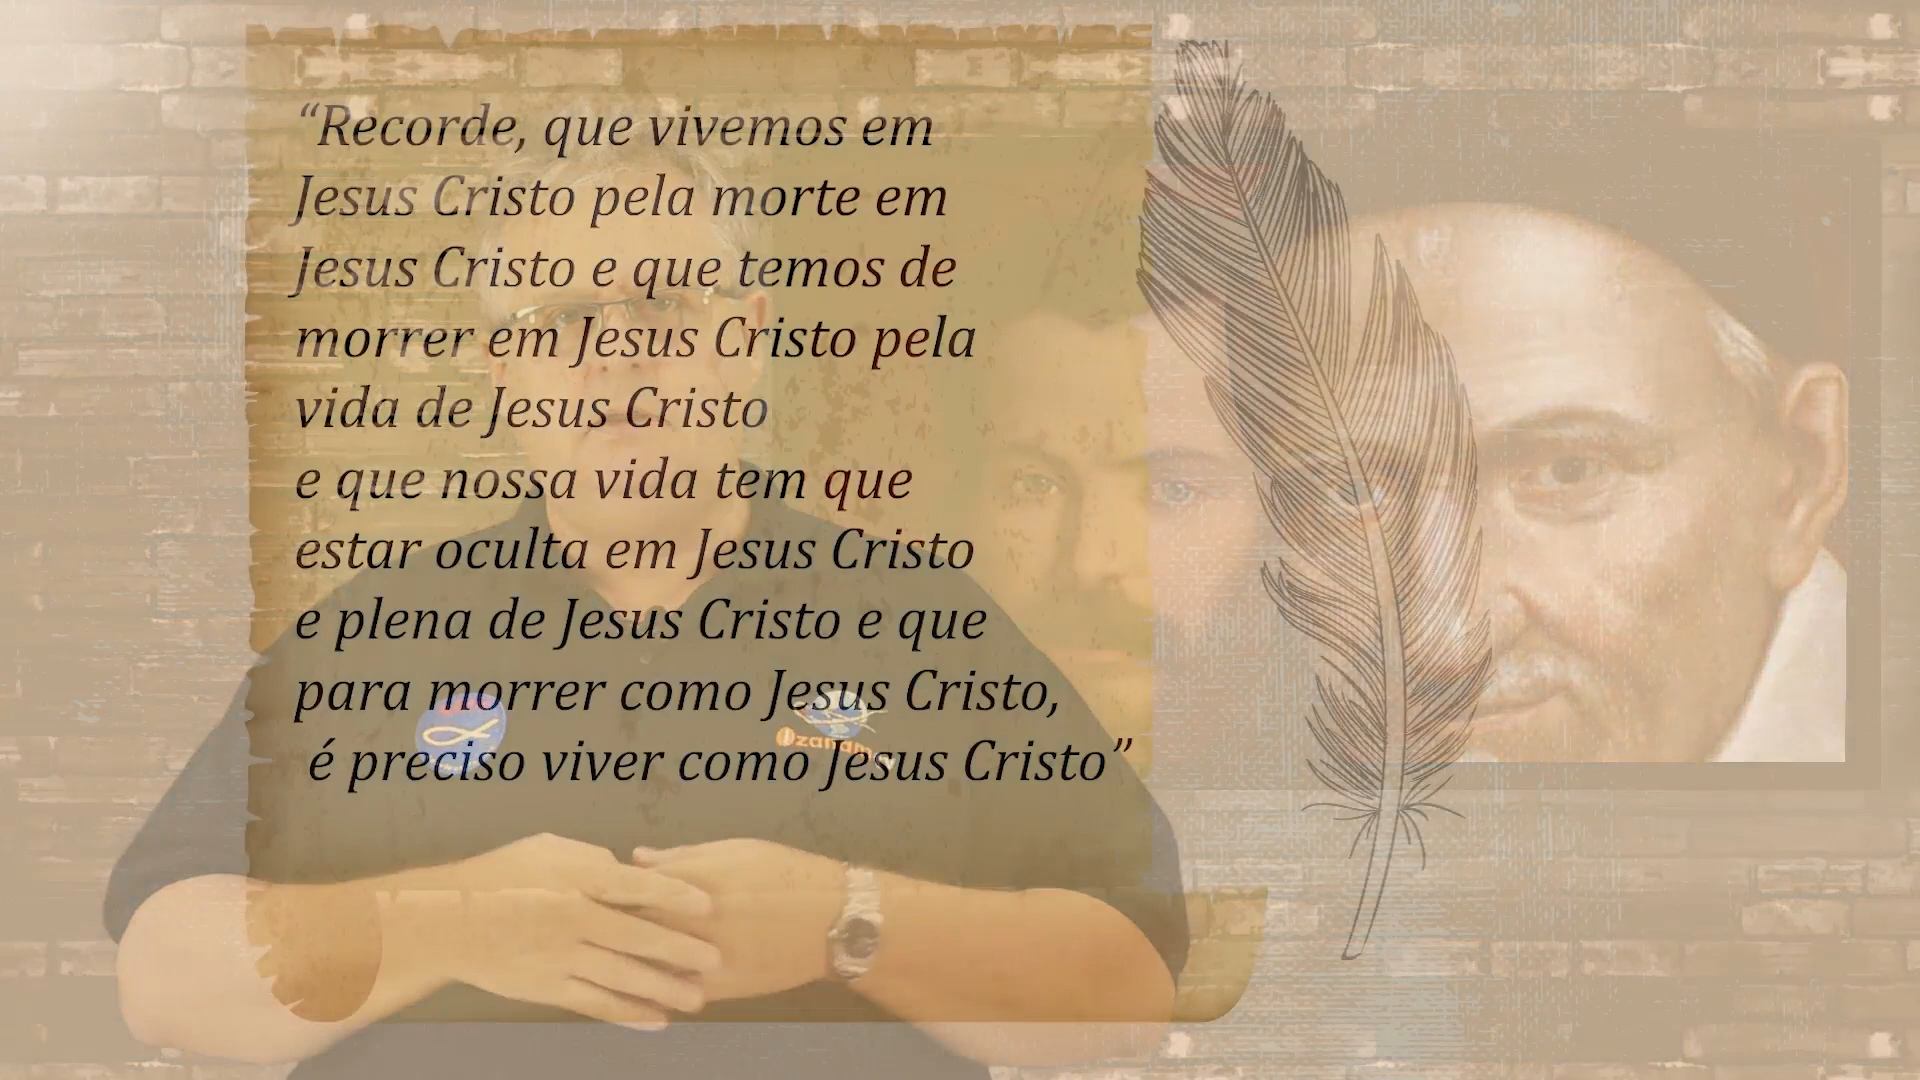 “Recorde, que vivemos em
Jesus Cristo pela morte em
Jesus Cristo e que temos de
morrer em Jesus Cristo pela
vida de Jesus Cristo
e que nossa vida tem que
estar oculta em Jesus Cristo
e plena de Jesus Cristo e que
para morrer como Jesus Cristo,
é preciso viver como Jesus Cristo”